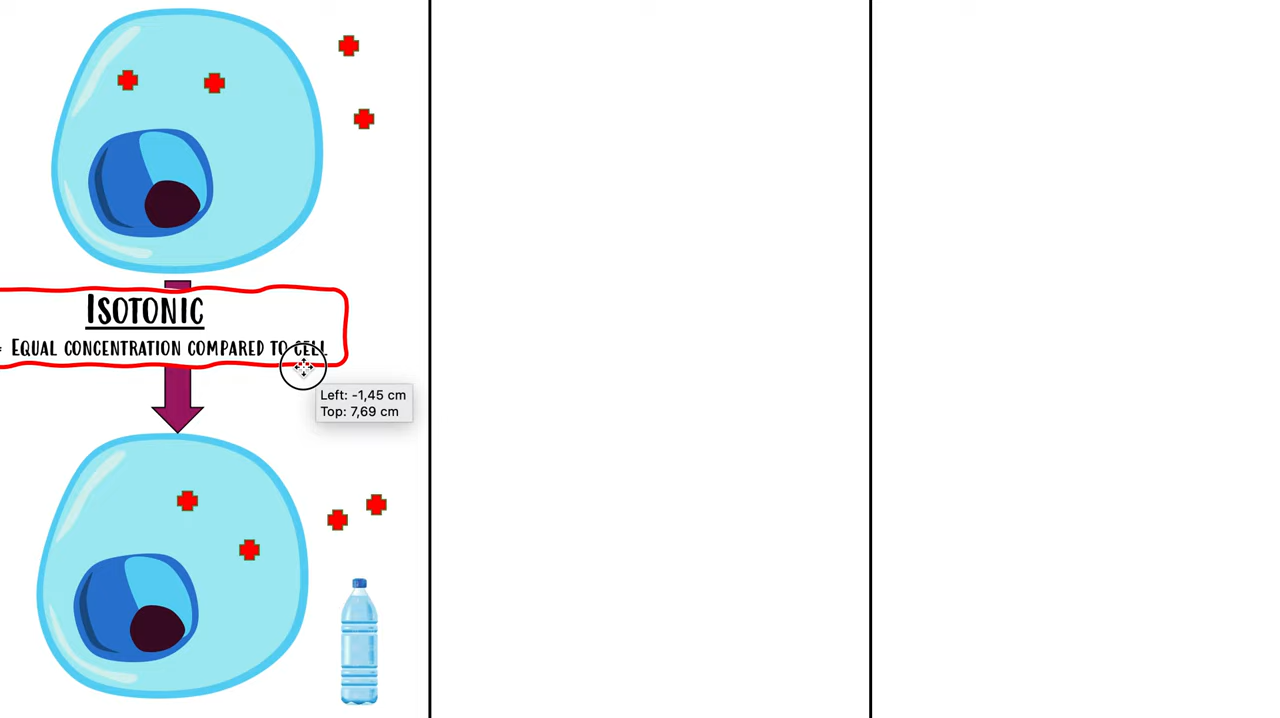 Isotonic
= Equal concentration compared to cell
Left: -1,45 cm
Top: 7,69 cm